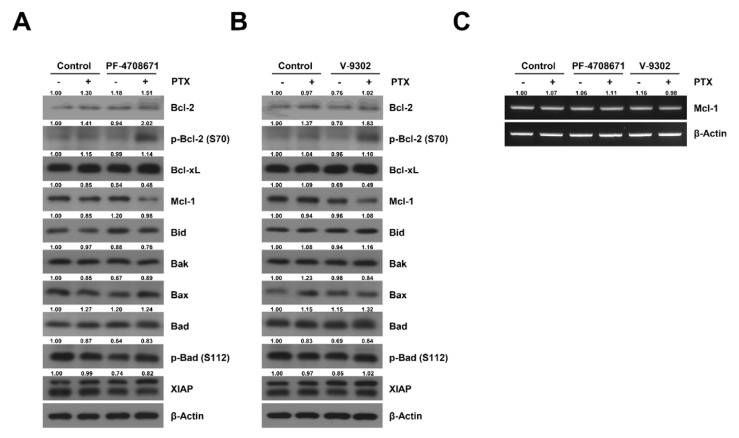 A
Control PF-4708671
- + - + PTX
1.00 1.30 1.18 1.51
Bcl-2
1.00 1.41 0.94 2.02
p-Bcl-2 (S70)
1.00 1.15 0.99 1.14
Bcl-xL
1.00 0.85 0.84 0.48
Mcl-1
1.00 0.85 1.20 0.98
Bid
1.00 0.97 0.88 0.76
Bak
1.00 0.85 0.67 0.89
Bax
1.00 1.27 1.20 1.24
Bad
1.00 0.87 0.64 0.83
p-Bad (S112)
1.00 0.99 0.74 0.82
XIAP
β-Actin
B
Control V-9302
- + - + PTX
1.00 0.97 0.76 1.02
Bcl-2
1.00 1.37 0.70 1.83
p-Bcl-2 (S70)
1.00 1.04 0.96 1.10
Bcl-xL
1.00 1.09 0.69 0.49
Mcl-1
1.00 0.94 0.96 1.08
Bid
1.00 1.08 0.94 1.16
Bak
1.00 1.23 0.98 0.84
Bax
1.00 1.15 1.15 1.32
Bad
1.00 0.83 0.69 0.84
p-Bad (S112)
1.00 0.97 0.85 1.02
XIAP
β-Actin
C
Control PF-4708671 V-9302
- + - + - + PTX
1.00 1.07 1.06 1.11 1.16 0.98
Mcl-1
β-Actin